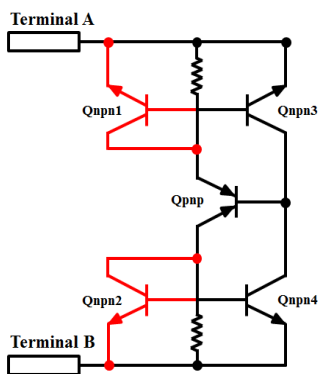 Terminal A
Qnpn1
Qnpn3
Qpnp
Qnpn2
Qnpn4
Terminal B